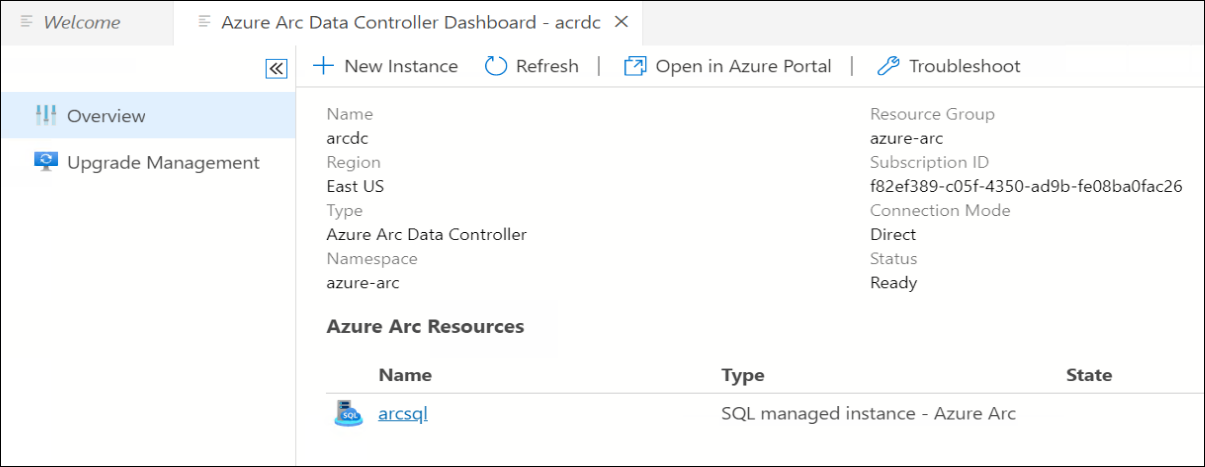 Welcome
Azure Arc Data Controller Dashboard - acrdc
New Instance
Refresh
Open in Azure Portal
Troubleshoot
Overview
Upgrade Management
Name
Resource Group
arcdc
azure-arc
Region
Subscription ID
East US
f82ef389-c05f-4350-ad9b-fe08ba0fac26
Type
Connection Mode
Azure Arc Data Controller
Direct
Namespace
Status
azure-arc
Ready
Azure Arc Resources
Name Type State
SQL
arcsql SQL managed instance - Azure Arc